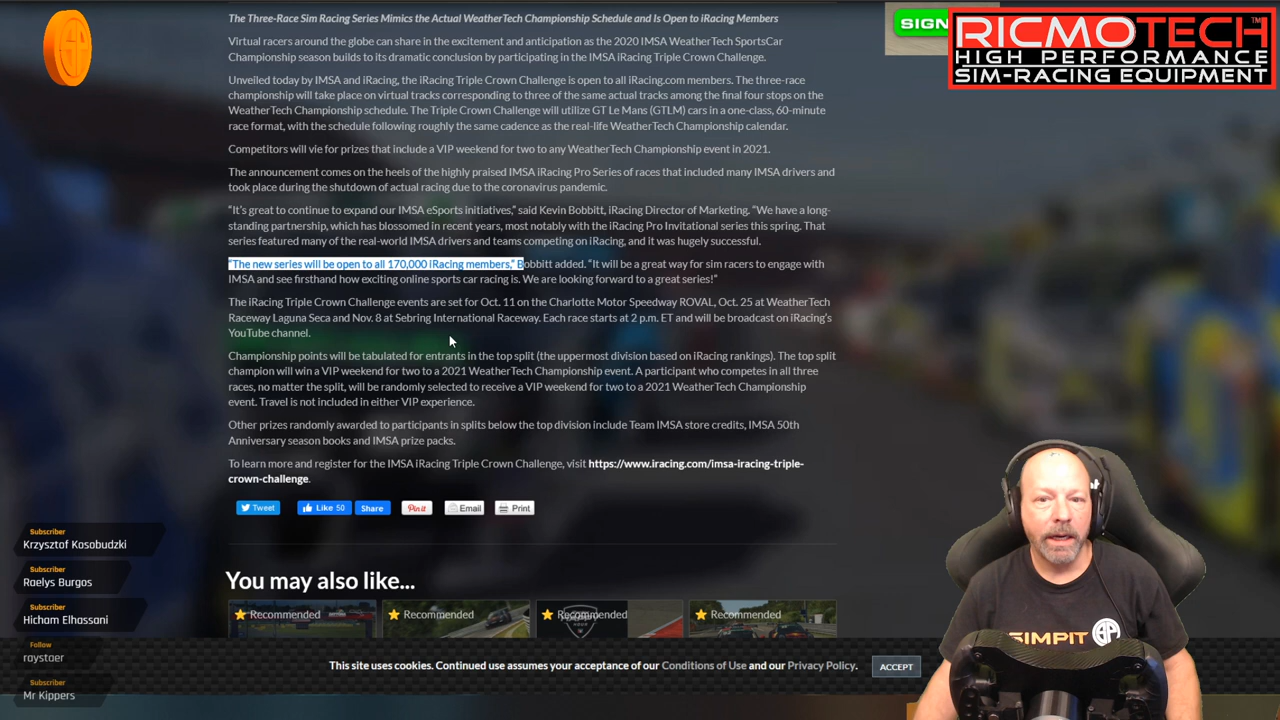 The Three-Race Sim Racing Series Mimics the Actual WeatherTech Championship Schedule and Is Open to iRacing Members
SIGN
RICMOTECH™
HIGH PERFORMANCE
SIM-RACING EQUIPMENT
Virtual racers around the globe can share in the excitement and anticipation as the 2020 IMSA WeatherTech SportsCar
Championship season builds to its dramatic conclusion by participating in the IMSA iRacing Triple Crown Challenge.
Unveiled today by IMSA and iRacing, the iRacing Triple Crown Challenge is open to all iRacing.com members. The three-race
championship will take place on virtual tracks corresponding to three of the same actual tracks among the final four stops on the
WeatherTech Championship schedule. The Triple Crown Challenge will utilize GT Le Mans (GTLM) cars in a one-class, 60-minute
race format, with the schedule following roughly the same cadence as the real-life WeatherTech Championship calendar.
Competitors will vie for prizes that include a VIP weekend for two to any WeatherTech Championship event in 2021.
The announcement comes on the heels of the highly praised IMSA iRacing Pro Series of races that included many IMSA drivers and
took place during the shutdown of actual racing due to the coronavirus pandemic.
“It’s great to continue to expand our IMSA eSports initiatives,” said Kevin Bobbitt, iRacing Director of Marketing. “We have a long-
standing partnership, which has blossomed in recent years, most notably with the iRacing Pro Invitational series this spring. That
series featured many of the real-world IMSA drivers and teams competing on iRacing, and it was hugely successful.
“The new series will be open to all 170,000 iRacing members,” Bobbitt added. “It will be a great way for sim racers to engage with
IMSA and see firsthand how exciting online sports car racing is. We are looking forward to a great series!”
The iRacing Triple Crown Challenge events are set for Oct. 11 on the Charlotte Motor Speedway ROVAL, Oct. 25 at WeatherTech
Raceway Laguna Seca and Nov. 8 at Sebring International Raceway. Each race starts at 2 p.m. ET and will be broadcast on iRacing’s
YouTube channel.
Championship points will be tabulated for entrants in the top split (the uppermost division based on iRacing rankings). The top split
champion will win a VIP weekend for two to a 2021 WeatherTech Championship event. A participant who competes in all three
races, no matter the split, will be randomly selected to receive a VIP weekend for two to a 2021 WeatherTech Championship
event. Travel is not included in either VIP experience.
Other prizes randomly awarded to participants in splits below the top division include Team IMSA store credits, IMSA 50th
Anniversary season books and IMSA prize packs.
To learn more and register for the IMSA iRacing Triple Crown Challenge, visit https://www.iracing.com/imsa-iracing-triple-
crown-challenge.
Tweet Like 50 Share Pin it Email Print
Subscriber
Krzysztof Kosobudzki
Subscriber
Raelys Burgos
Subscriber
Hicham Elhassani
Follow
raystaer
Subscriber
Mr Kippers
You may also like...
Recommended Recommended Recommended Recommended
HOUR
This site uses cookies. Continued use assumes your acceptance of our Conditions of Use and our Privacy Policy. ACCEPT
SIMPIT